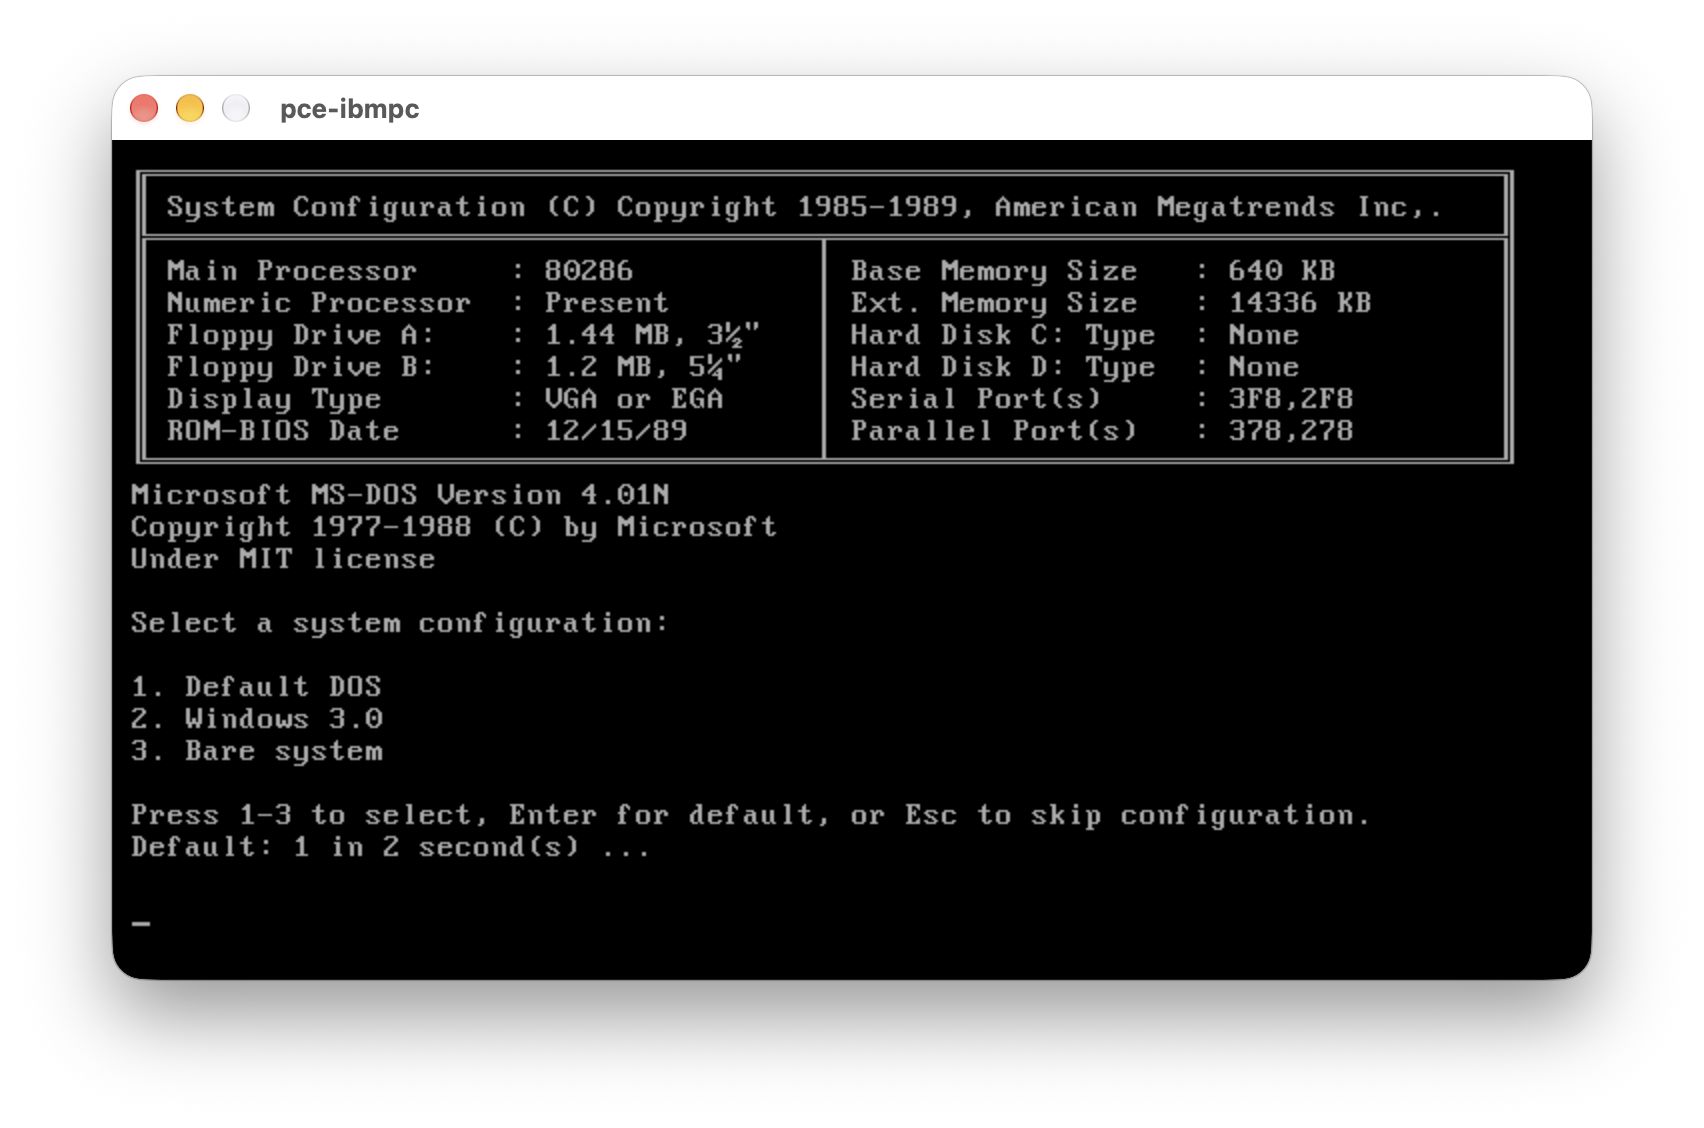 pce-ibmpc
System Configuration (C) Copyright 1985-1989, American Megatrends Inc,.
Main Processor : 80286 Base Memory Size : 640 KB
Numeric Processor : Present Ext. Memory Size : 14336 KB
Floppy Drive A: : 1.44 MB, 3½" Hard Disk C: Type : None
Floppy Drive B: : 1.2 MB, 5¼" Hard Disk D: Type : None
Display Type : VGA or EGA Serial Port(s) : 3F8,2F8
ROM-BIOS Date : 12/15/89 Parallel Port(s) : 378,278
Microsoft MS-DOS Version 4.01N
Copyright 1977-1988 (C) by Microsoft
Under MIT license
Select a system configuration:
1. Default DOS
2. Windows 3.0
3. Bare system
Press 1-3 to select, Enter for default, or Esc to skip configuration.
Default: 1 in 2 second(s) ...
_